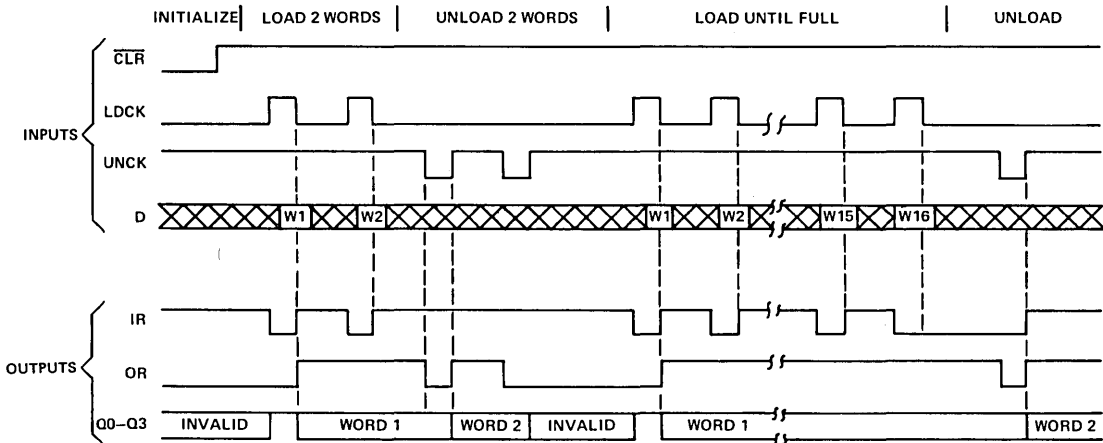 INITIALIZE LOAD 2 WORDS UNLOAD 2 WORDS LOAD UNTIL FULL UNLOAD
CLR
LDCK
INPUTS
UNCK
D W1 W2 W1 W2 W15 W16
IR
OUTPUTS
OR
Q0–Q3 INVALID WORD 1 WORD 2 INVALID WORD 1 WORD 2